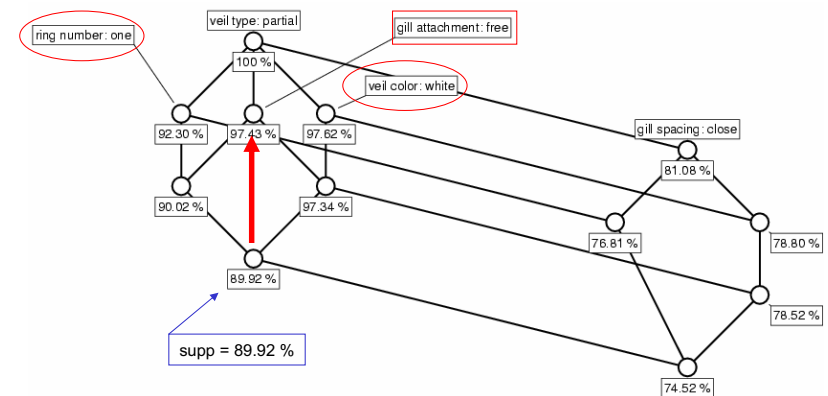 veil type: partial
ring number: one
gill attachment: free
100 %
veil color: white
92.30 %
97.43 %
97.62 %
gill spacing: close
81.08 %
90.02 %
97.34 %
76.81 %
78.80 %
89.92 %
78.52 %
supp = 89.92 %
74.52 %